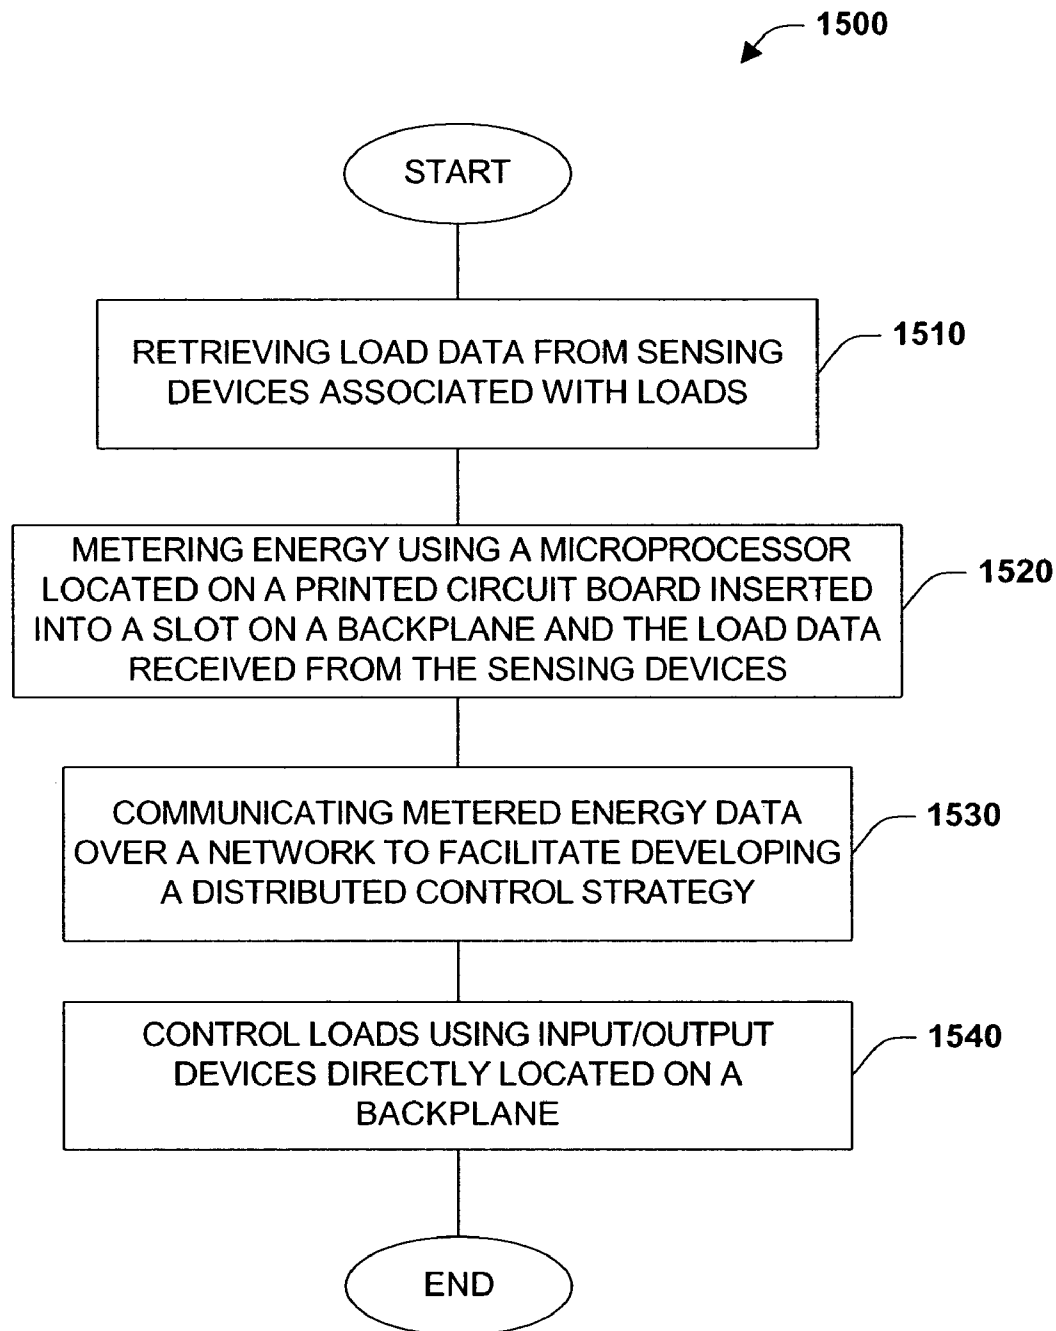 1500
START
RETRIEVING LOAD DATA FROM SENSING
DEVICES ASSOCIATED WITH LOADS
1510
METERING ENERGY USING A MICROPROCESSOR
LOCATED ON A PRINTED CIRCUIT BOARD INSERTED
INTO A SLOT ON A BACKPLANE AND THE LOAD DATA
RECEIVED FROM THE SENSING DEVICES
1520
COMMUNICATING METERED ENERGY DATA
OVER A NETWORK TO FACILITATE DEVELOPING
A DISTRIBUTED CONTROL STRATEGY
1530
CONTROL LOADS USING INPUT/OUTPUT
DEVICES DIRECTLY LOCATED ON A
BACKPLANE
1540
END